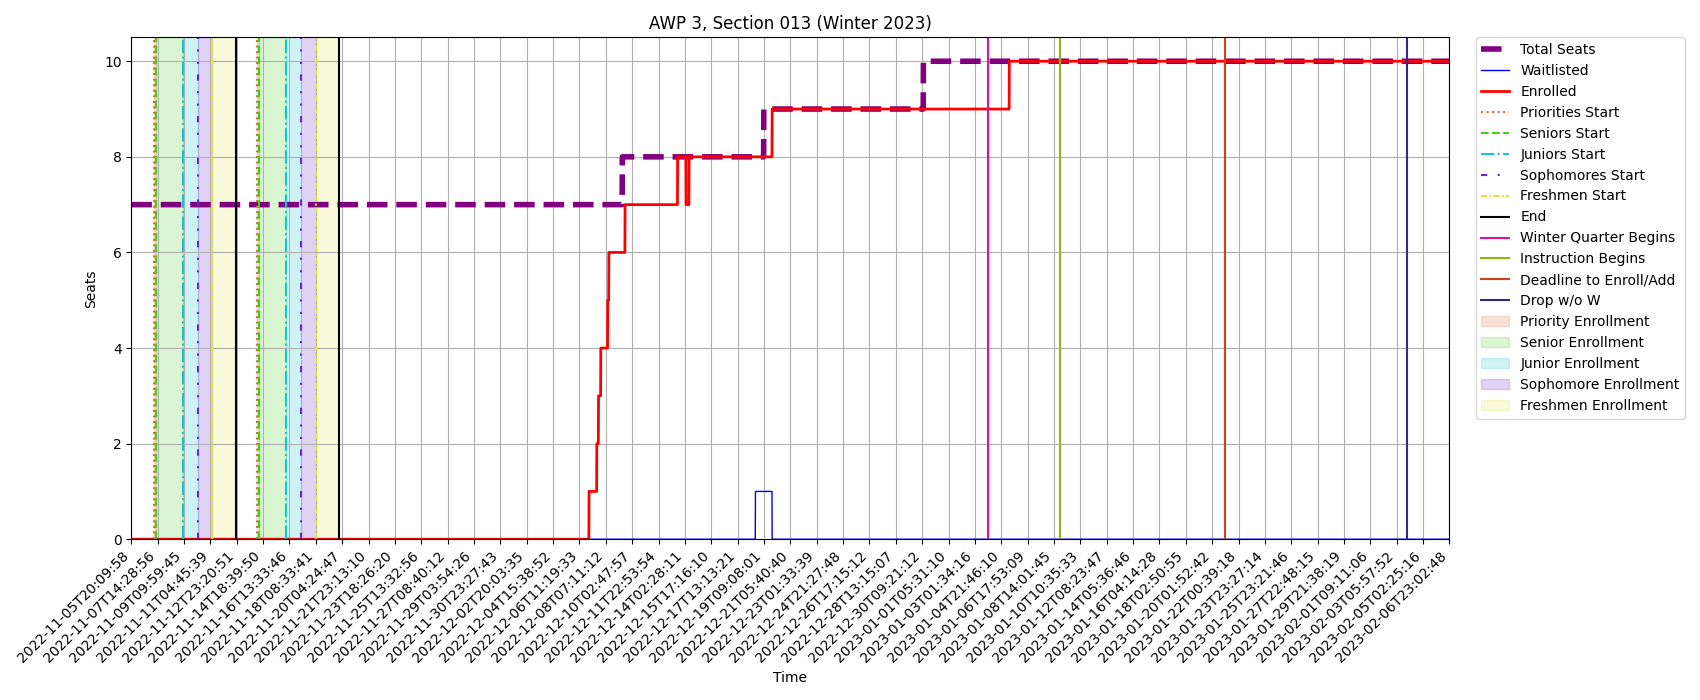 AWP 3, Section 013 (Winter 2023)
Seats
10
8
6
4
2
0
2022-11-05T20:09:58
2022-11-07T14:28:56
2022-11-09T09:59:45
2022-11-11T04:45:39
2022-11-12T23:20:51
2022-11-14T18:39:50
2022-11-16T13:33:46
2022-11-18T08:33:41
2022-11-20T04:24:47
2022-11-21T23:13:10
2022-11-23T18:26:20
2022-11-25T13:32:56
2022-11-27T08:40:12
2022-11-29T03:54:26
2022-11-30T23:27:43
2022-12-02T20:03:35
2022-12-04T15:38:52
2022-12-06T11:19:33
2022-12-08T07:11:12
2022-12-10T02:47:57
2022-12-11T22:53:54
2022-12-14T02:28:11
2022-12-15T17:16:10
2022-12-17T13:13:21
2022-12-19T09:08:01
2022-12-21T05:40:40
2022-12-23T01:33:39
2022-12-24T21:27:48
2022-12-26T17:15:12
2022-12-28T13:15:07
2022-12-30T09:21:12
2023-01-01T05:31:10
2023-01-03T01:34:16
2023-01-04T21:46:10
2023-01-06T17:53:09
2023-01-08T14:01:45
2023-01-10T10:35:33
2023-01-12T08:23:47
2023-01-14T05:36:46
2023-01-16T04:14:28
2023-01-18T02:50:55
2023-01-20T01:52:42
2023-01-22T00:39:18
2023-01-23T23:27:14
2023-01-25T23:21:46
2023-01-27T22:48:15
2023-01-29T21:38:19
2023-02-01T09:11:06
2023-02-03T05:57:52
2023-02-05T02:25:16
2023-02-06T23:02:48
Time
Total Seats
Waitlisted
Enrolled
Priorities Start
Seniors Start
Juniors Start
Sophomores Start
Freshmen Start
End
Winter Quarter Begins
Instruction Begins
Deadline to Enroll/Add
Drop w/o W
Priority Enrollment
Senior Enrollment
Junior Enrollment
Sophomore Enrollment
Freshmen Enrollment